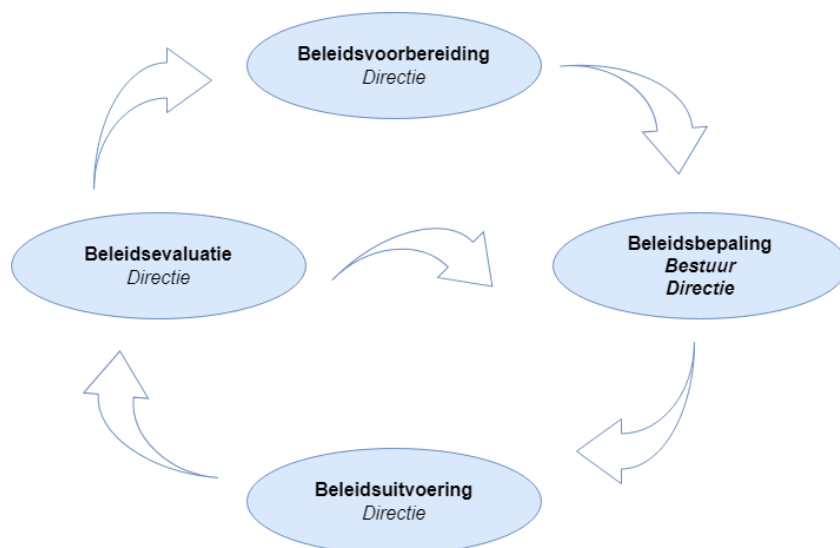 Beleidsvoorbereiding
Directie
Beleidsevaluatie
Directie
Beleidsbepaling
Bestuur
Directie
Beleidsuitvoering
Directie